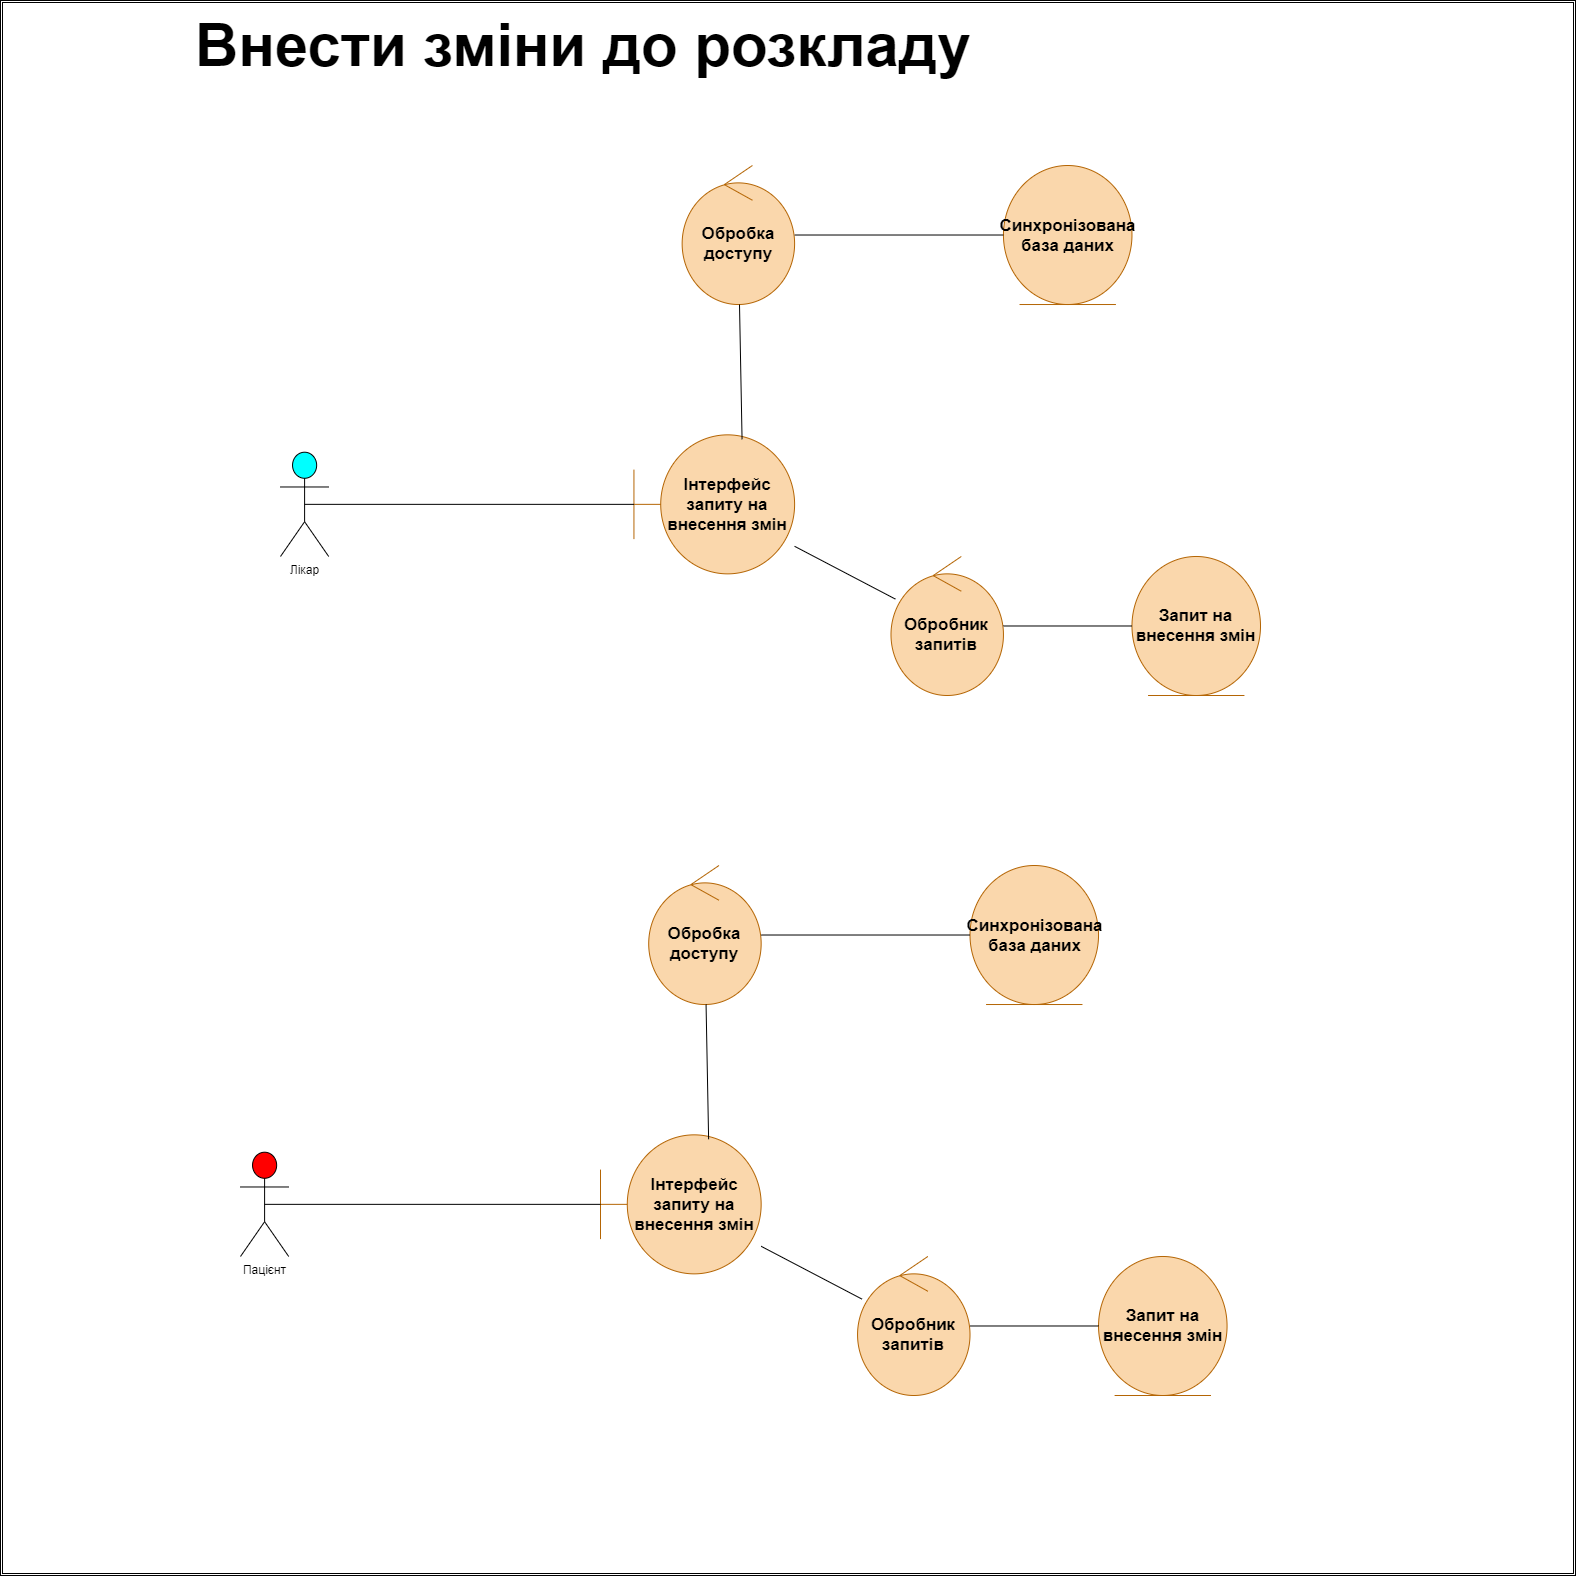 Внести зміни до розкладу
Обробка
доступу
Синхронізована
база даних
Інтерфейс
запиту на
внесення змін
Лікар
Обробник
запитів
Запит на
внесення змін
Обробка
доступу
Синхронізована
база даних
Інтерфейс
запиту на
внесення змін
Пацієнт
Обробник
запитів
Запит на
внесення змін